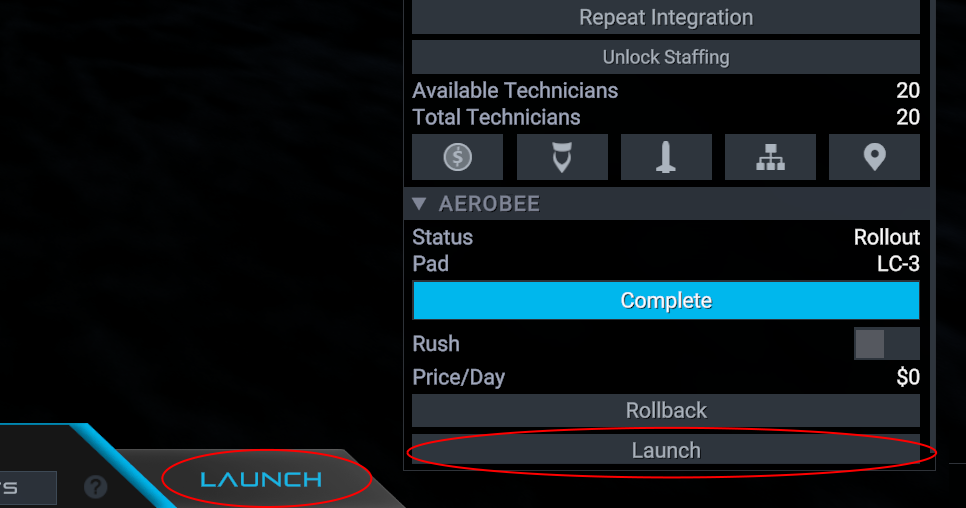 Repeat Integration
Unlock Staffing
Available Technicians 20
Total Technicians 20
AEROBEE
Status Rollout
Pad LC-3
Complete
Rush
Price/Day $0
Rollback
Launch
TS ? LAUNCH